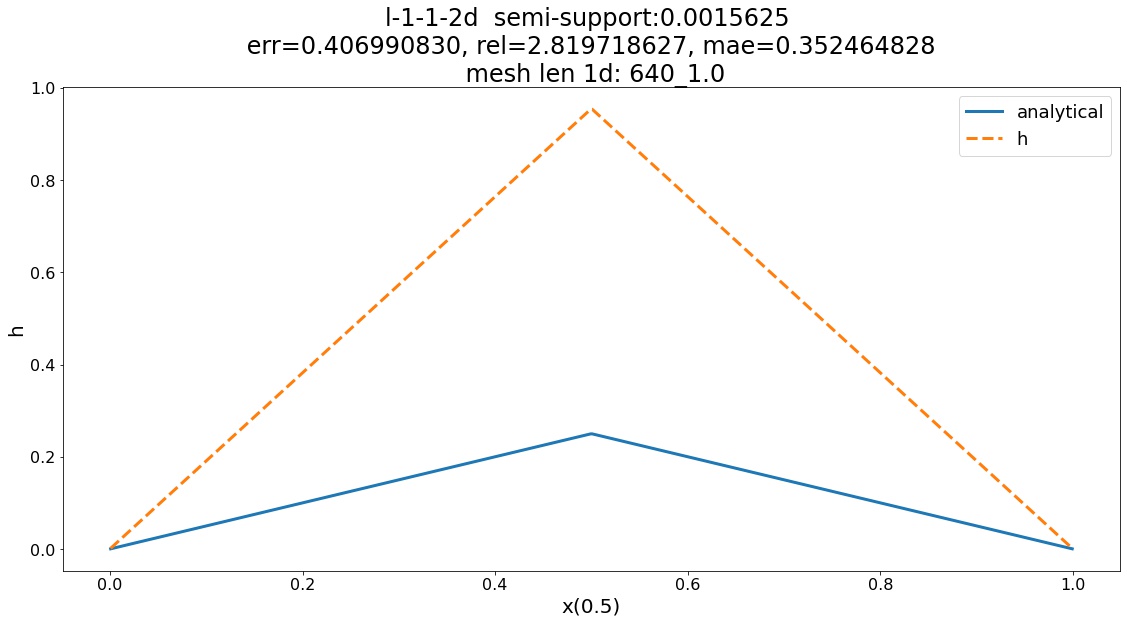 l-1-1-2d  semi-support:0.0015625
err=0.406990830, rel=2.819718627, mae=0.352464828
mesh len 1d: 640_1.0
analytical
h
1.0
0.8
0.6
0.4
0.2
0.0
h
0.0 0.2 0.4 0.6 0.8 1.0
x(0.5)